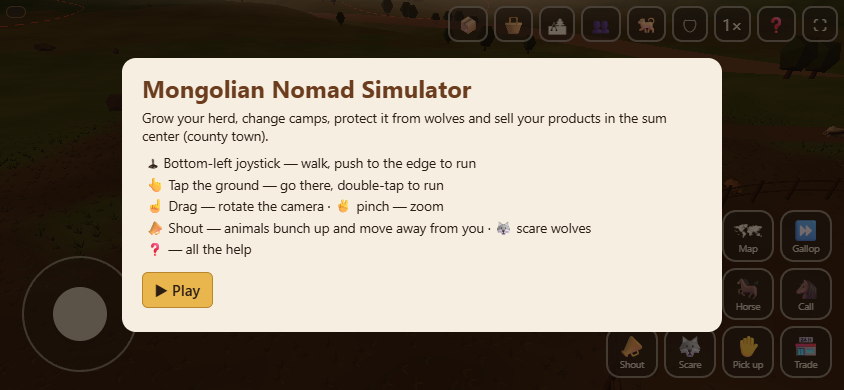 1×
Mongolian Nomad Simulator
Grow your herd, change camps, protect it from wolves and sell your products in the sum
center (county town).
Bottom-left joystick — walk, push to the edge to run
Tap the ground — go there, double-tap to run
Drag — rotate the camera · pinch — zoom
Shout — animals bunch up and move away from you · scare wolves
— all the help
▶ Play
Map Gallop
Horse Call
Shout Scare Pick up Trade